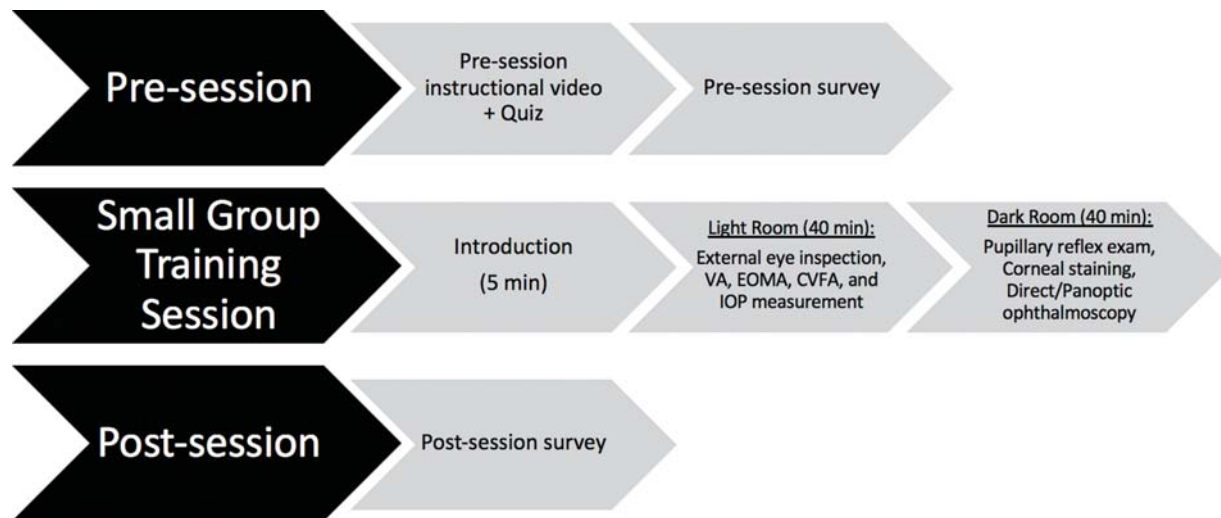 Pre-session
Pre-session
instructional video
+ Quiz
Pre-session survey
Small Group
Training
Session
Introduction
(5 min)
Light Room (40 min):
External eye inspection,
VA, EOMA, CVFA, and
IOP measurement
Dark Room (40 min):
Pupillary reflex exam,
Corneal staining,
Direct/Panoptic
ophthalmoscopy
Post-session
Post-session survey